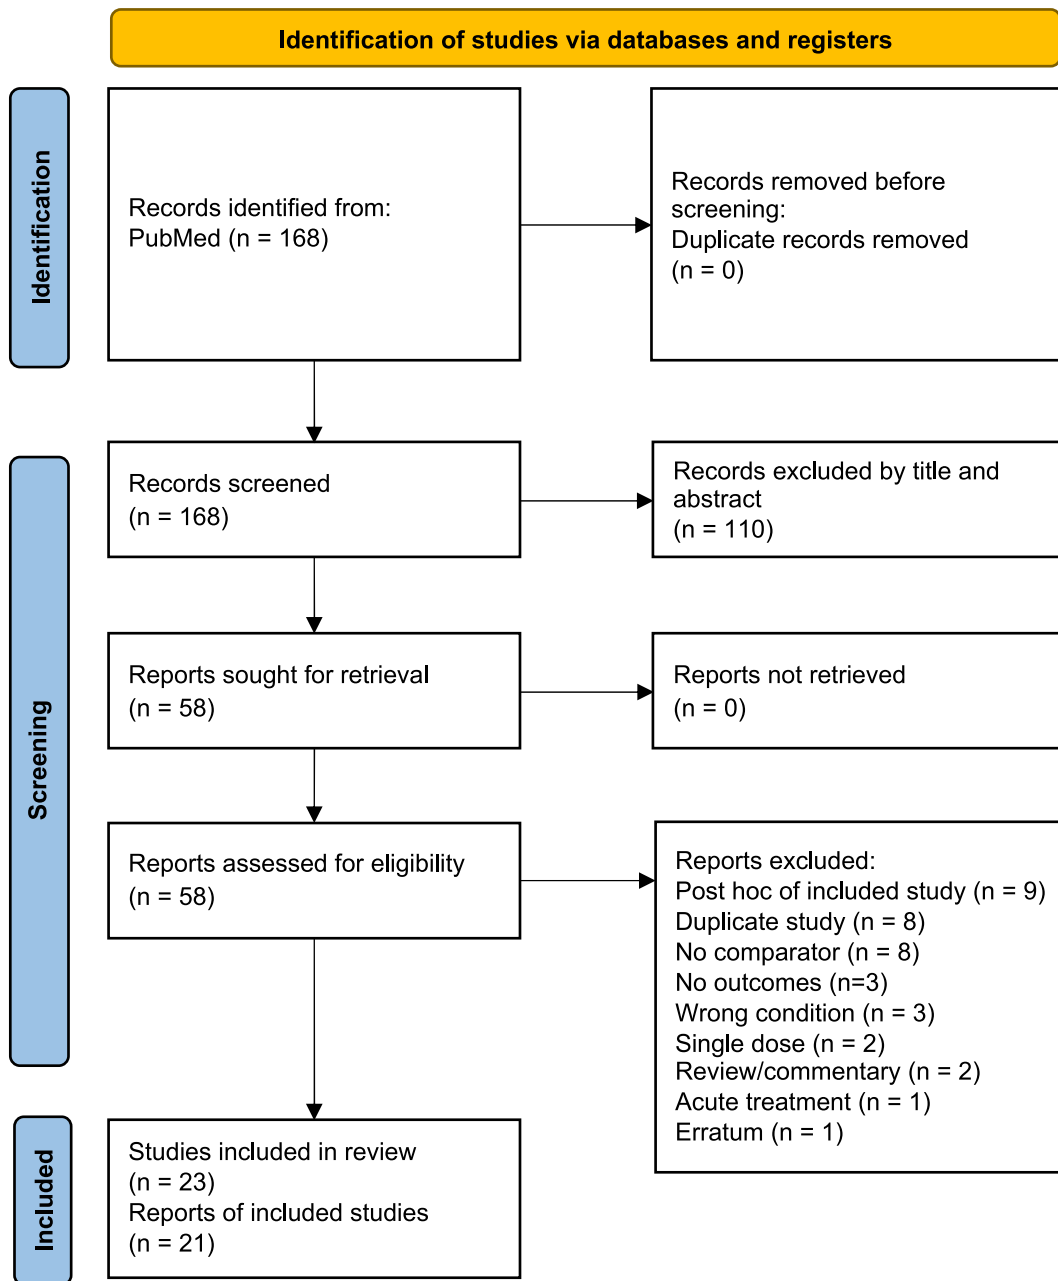 Identification of studies via databases and registers
Identification
Records identified from:
PubMed (n = 168)
Records removed before
screening:
Duplicate records removed
(n = 0)
Screening
Records screened
(n = 168)
Records excluded by title and
abstract
(n = 110)
Reports sought for retrieval
(n = 58)
Reports not retrieved
(n = 0)
Reports assessed for eligibility
(n = 58)
Reports excluded:
Post hoc of included study (n = 9)
Duplicate study (n = 8)
No comparator (n = 8)
No outcomes (n=3)
Wrong condition (n = 3)
Single dose (n = 2)
Review/commentary (n = 2)
Acute treatment (n = 1)
Erratum (n = 1)
Included
Studies included in review
(n = 23)
Reports of included studies
(n = 21)